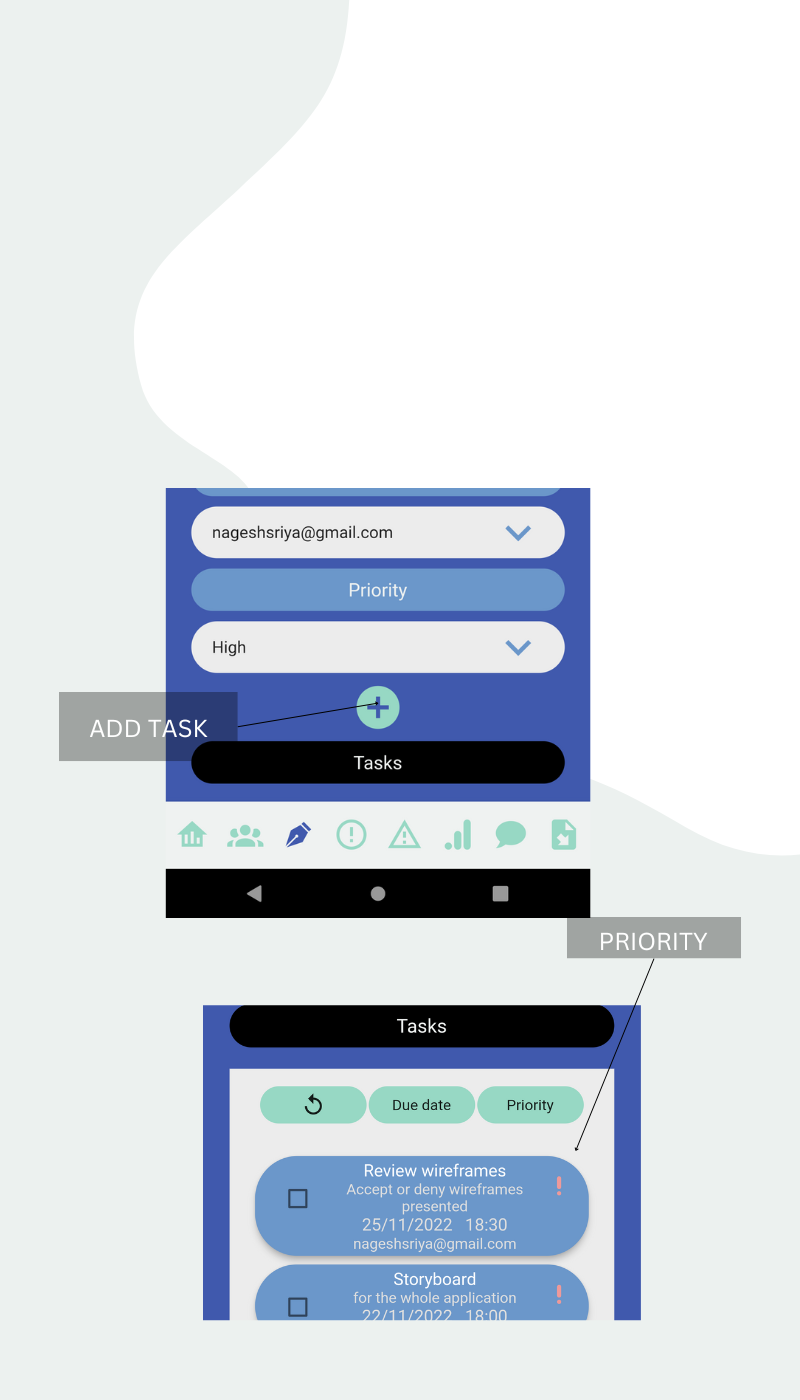 nageshsriya@gmail.com
Priority
High
ADD TASK
Tasks
PRIORITY
Tasks
Due date
Priority
Review wireframes
Accept or deny wireframes
presented
25/11/2022 18:30
nageshsriya@gmail.com
Storyboard
for the whole application
22/11/2022 18:00